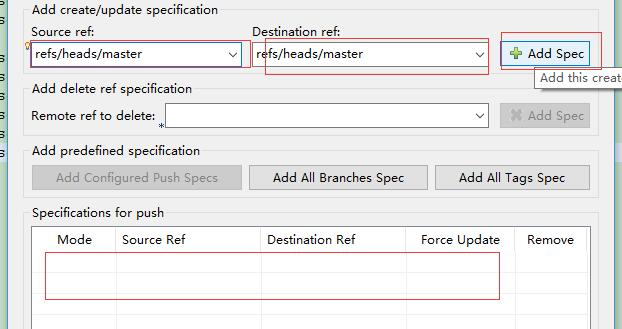 Add create/update specification
Source ref: Destination ref:
refs/heads/master refs/heads/master Add Spec
Add this create
Add delete ref specification
Remote ref to delete: Add Spec
Add predefined specification
Add Configured Push Specs Add All Branches Spec Add All Tags Spec
Specifications for push
Mode Source Ref Destination Ref Force Update Remove